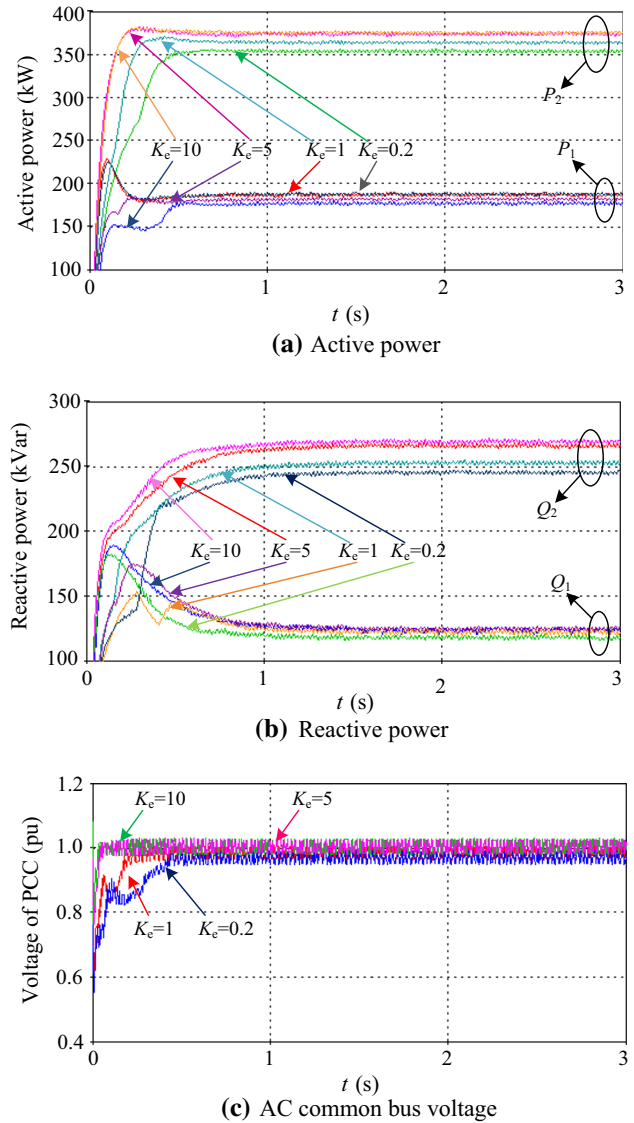 400
350
300
250
200
150
100
Active power (kW)
P2
P1
Ke=10 Ke=5 Ke=1 Ke=0.2
0 1 2 3
t (s)
(a) Active power
300
250
200
150
100
Reactive power (kVar)
Q2
Ke=10 Ke=5 Ke=1 Ke=0.2
Q1
0 1 2 3
t (s)
(b) Reactive power
1.2
1.0
0.8
0.6
0.4
Voltage of PCC (pu)
Ke=10 Ke=5
Ke=1 Ke=0.2
0 1 2 3
t (s)
(c) AC common bus voltage